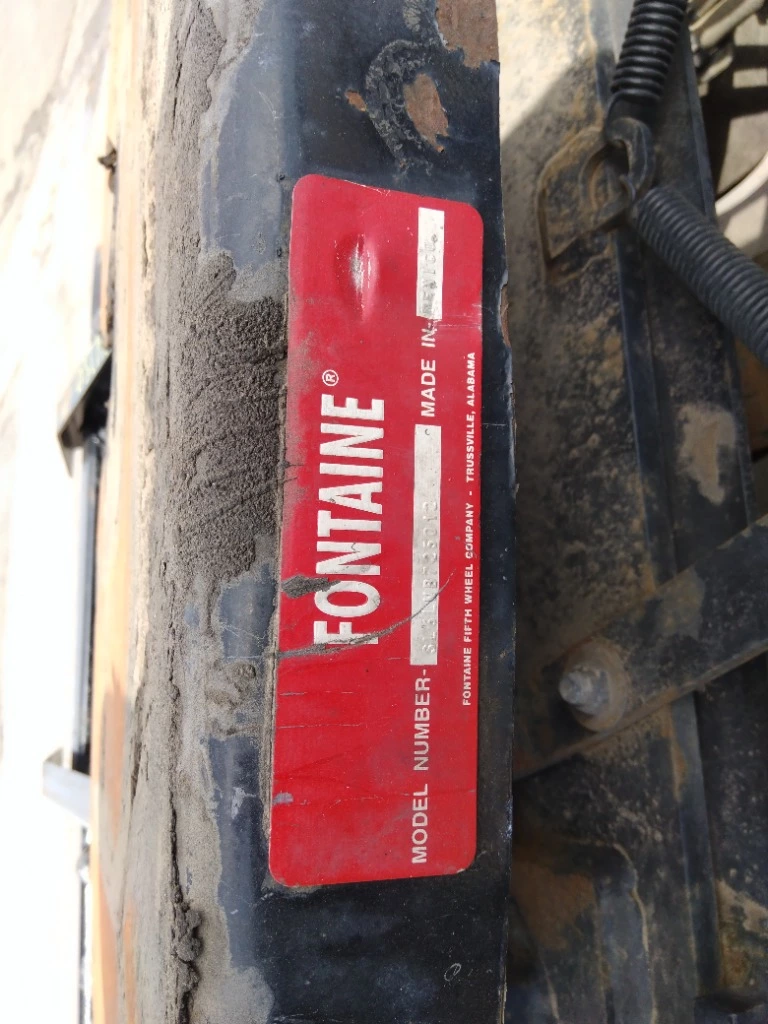 FONTAINE®
MODEL NUMBER- MADE IN-
FONTAINE FIFTH WHEEL COMPANY - TRUSSVILLE, ALABAMA